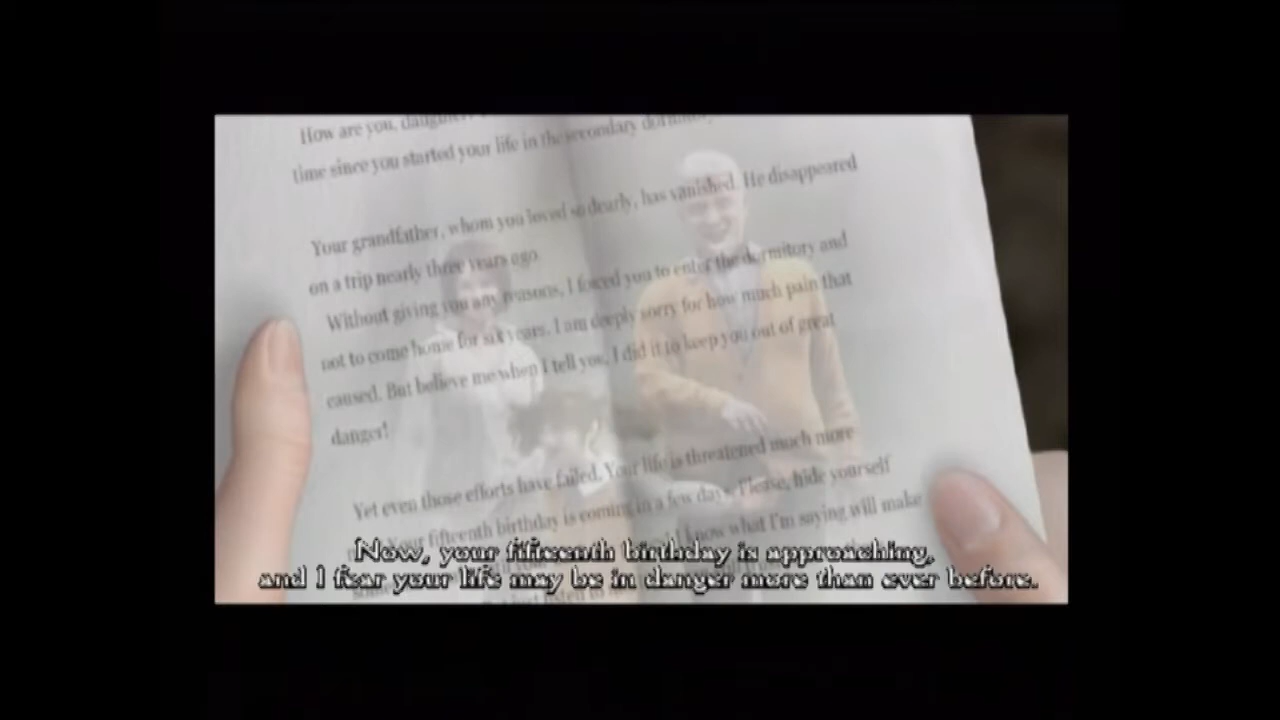 How are you, daughter?
time since you started your life in the secondary dormitory
Your grandfather, whom you loved so dearly, has vanished. He disappeared
on a trip nearly three years ago
Without giving you any reasons, I forced you to enter the dormitory and
not to come home for six years. I am deeply sorry for how much pain that
caused. But believe me when I tell you, I did it to keep you out of great
danger!
Yet even those efforts have failed. Your life is threatened much more
Your fifteenth birthday is coming in a few days. Please, hide yourself
I know what I'm saying will make
just listen to
Now, your fifteenth birthday is approaching,
and I fear your life may be in danger more than ever before.